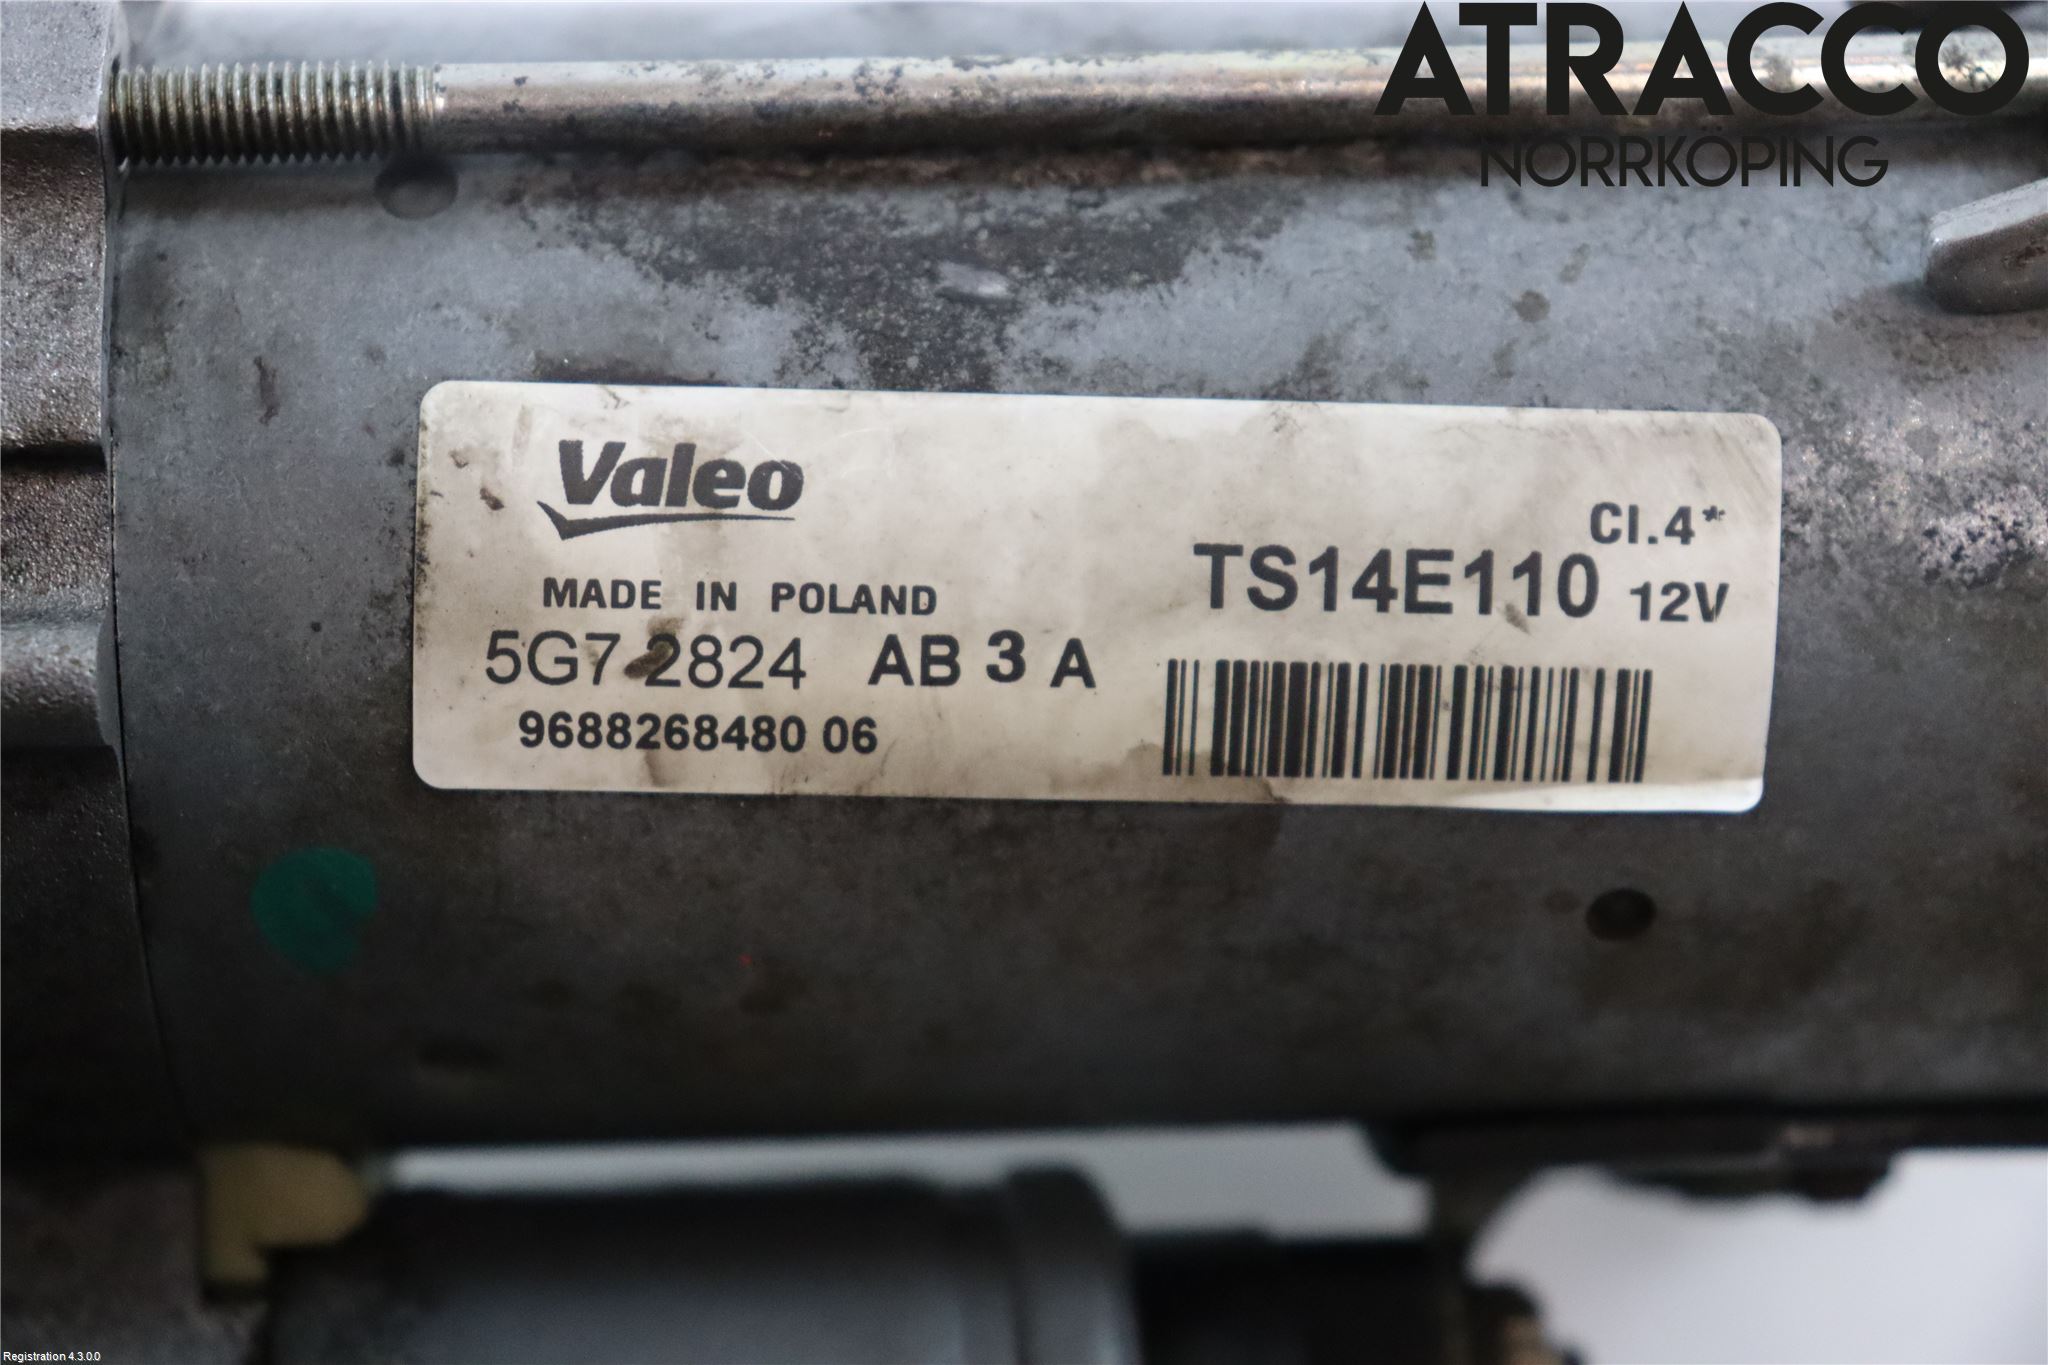 ATRACCO
NORRKÖPING
Valeo
Cl.4*
TS14E110 12V
MADE IN POLAND
5G7 2824 AB 3 A
9688268480 06
Registration 4.3.0.0